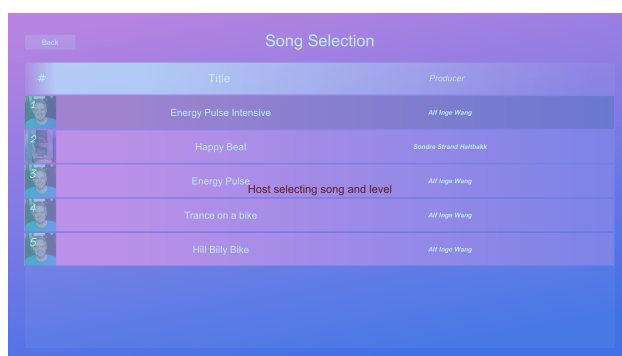 Back
Song Selection
# Title Producer
1 Energy Pulse Intensive Alf Inge Wang
2 Happy Beat Sondre Strand Haltbakk
3 Energy Pulse Alf Inge Wang
Host selecting song and level
4 Trance on a bike Alf Inge Wang
5 Hill Billy Bike Alf Inge Wang